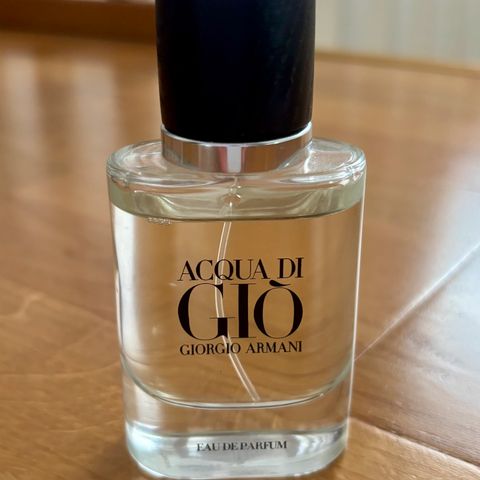 ACQUA DI
GIÒ
GIORGIO ARMANI
EAU DE PARFUM